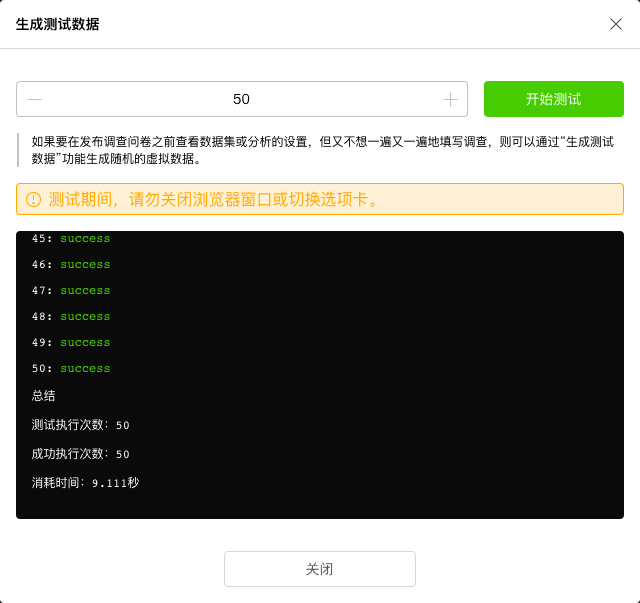 生成测试数据
50
开始测试
如果要在发布调查问卷之前查看数据集或分析的设置，但又不想一遍又一遍地填写调查，则可以通过“生成测试
数据”功能生成随机的虚拟数据。
测试期间，请勿关闭浏览器窗口或切换选项卡。
45: success
46: success
47: success
48: success
49: success
50: success
总结
测试执行次数: 50
成功执行次数: 50
消耗时间: 9.111秒
关闭